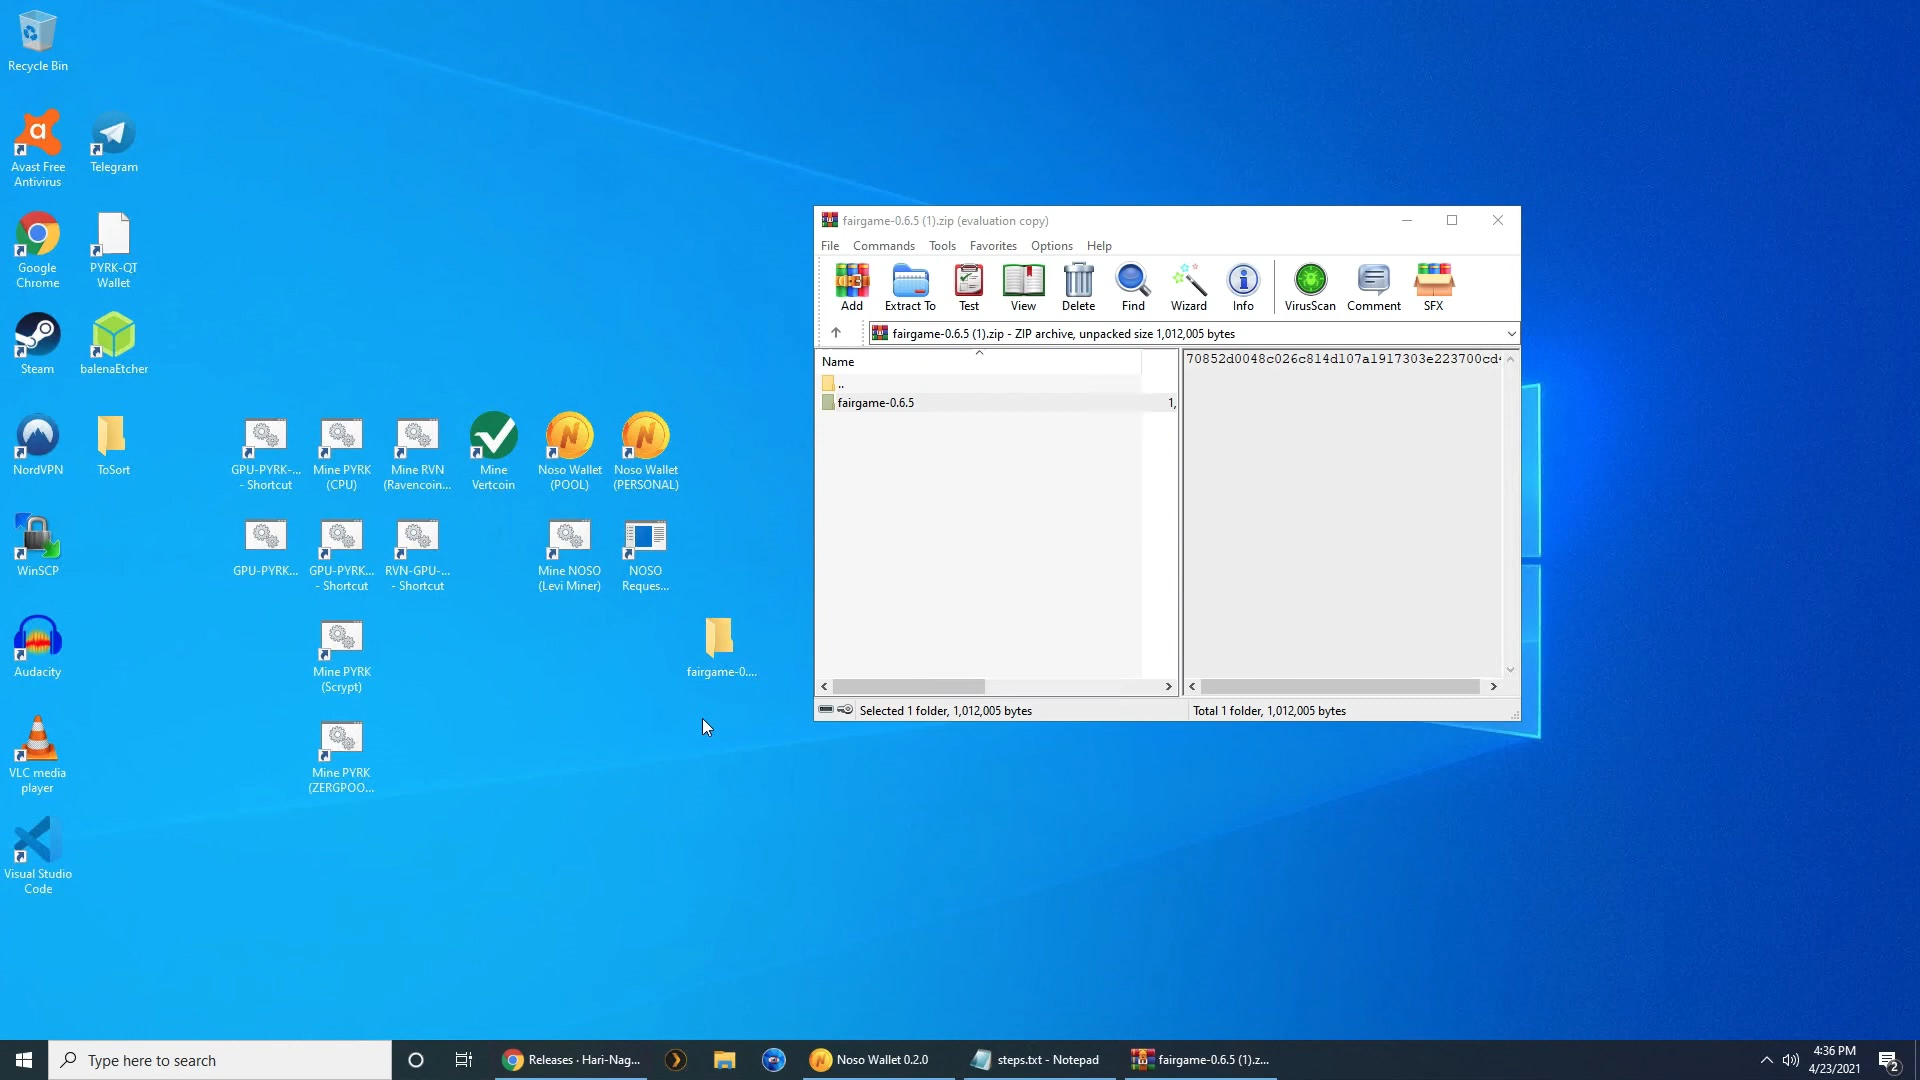 Recycle Bin
Avast Free
Antivirus
Telegram
Google
Chrome
PYRK-QT
Wallet
Steam
balenaEtcher
NordVPN
ToSort
GPU-PYRK-...
- Shortcut
Mine PYRK
(CPU)
Mine RVN
(Ravencoin...
Mine
Vertcoin
Noso Wallet
(POOL)
Noso Wallet
(PERSONAL)
WinSCP
GPU-PYRK...
GPU-PYRK...
- Shortcut
RVN-GPU-...
- Shortcut
Mine NOSO
(Levi Miner)
NOSO
Reques...
Audacity
Mine PYRK
(Scrypt)
fairgame-0....
VLC media
player
Mine PYRK
(ZERGPOO...
Visual Studio
Code
fairgame-0.6.5 (1).zip (evaluation copy)
File Commands Tools Favorites Options Help
Add Extract To Test View Delete Find Wizard Info VirusScan Comment SFX
fairgame-0.6.5 (1).zip - ZIP archive, unpacked size 1,012,005 bytes
Name
..
fairgame-0.6.5 1,
70852d0048c026c814d107a1917303e223700cd
Selected 1 folder, 1,012,005 bytes
Total 1 folder, 1,012,005 bytes
Type here to search
Releases · Hari-Nag...
Noso Wallet 0.2.0
steps.txt - Notepad
fairgame-0.6.5 (1).z...
4:36 PM
4/23/2021
2